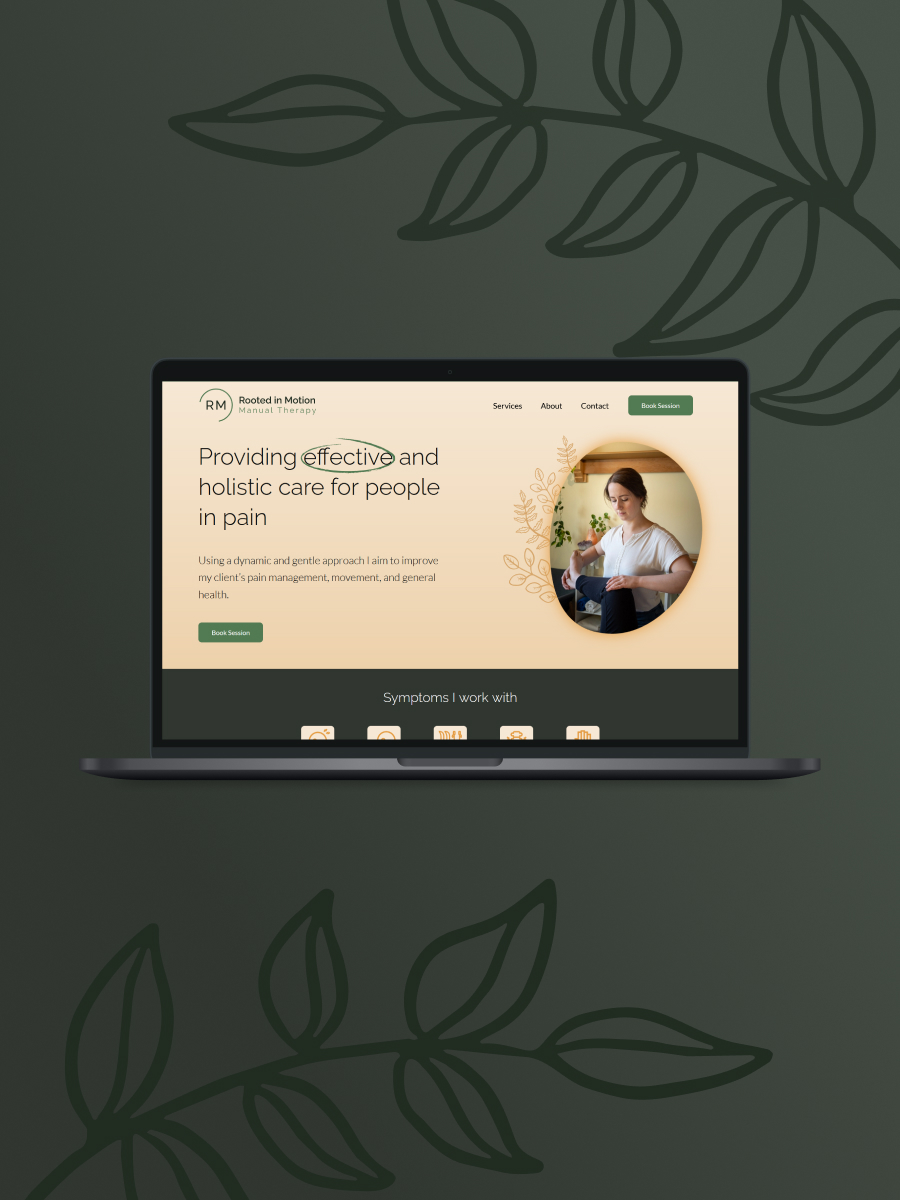 RM
Rooted in Motion
Manual Therapy
Services
About
Contact
Book Session
Providing effective and
holistic care for people
in pain
Using a dynamic and gentle approach I aim to improve
my client's pain management, movement, and general
health.
Book Session
Symptoms I work with